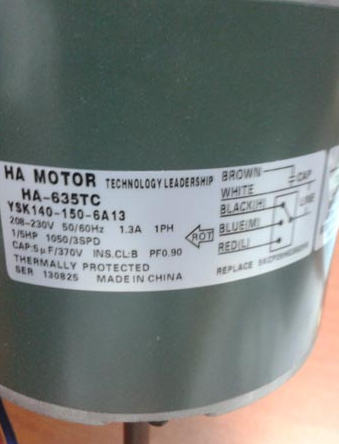 HA MOTOR TECHNOLOGY LEADERSHIP
HA-635TC
YSK140-150-6A13
208-230V 50/60Hz 1.3A 1PH
1/5HP 1050/3SPD
CAP:5μF/370V INS.CL:B PF0.90
THERMALLY PROTECTED
SER 130825 MADE IN CHINA
ROT
BROWN
WHITE
BLACK(H)
BLUE(M)
RED(L)
CAP
LINE
REPLACE